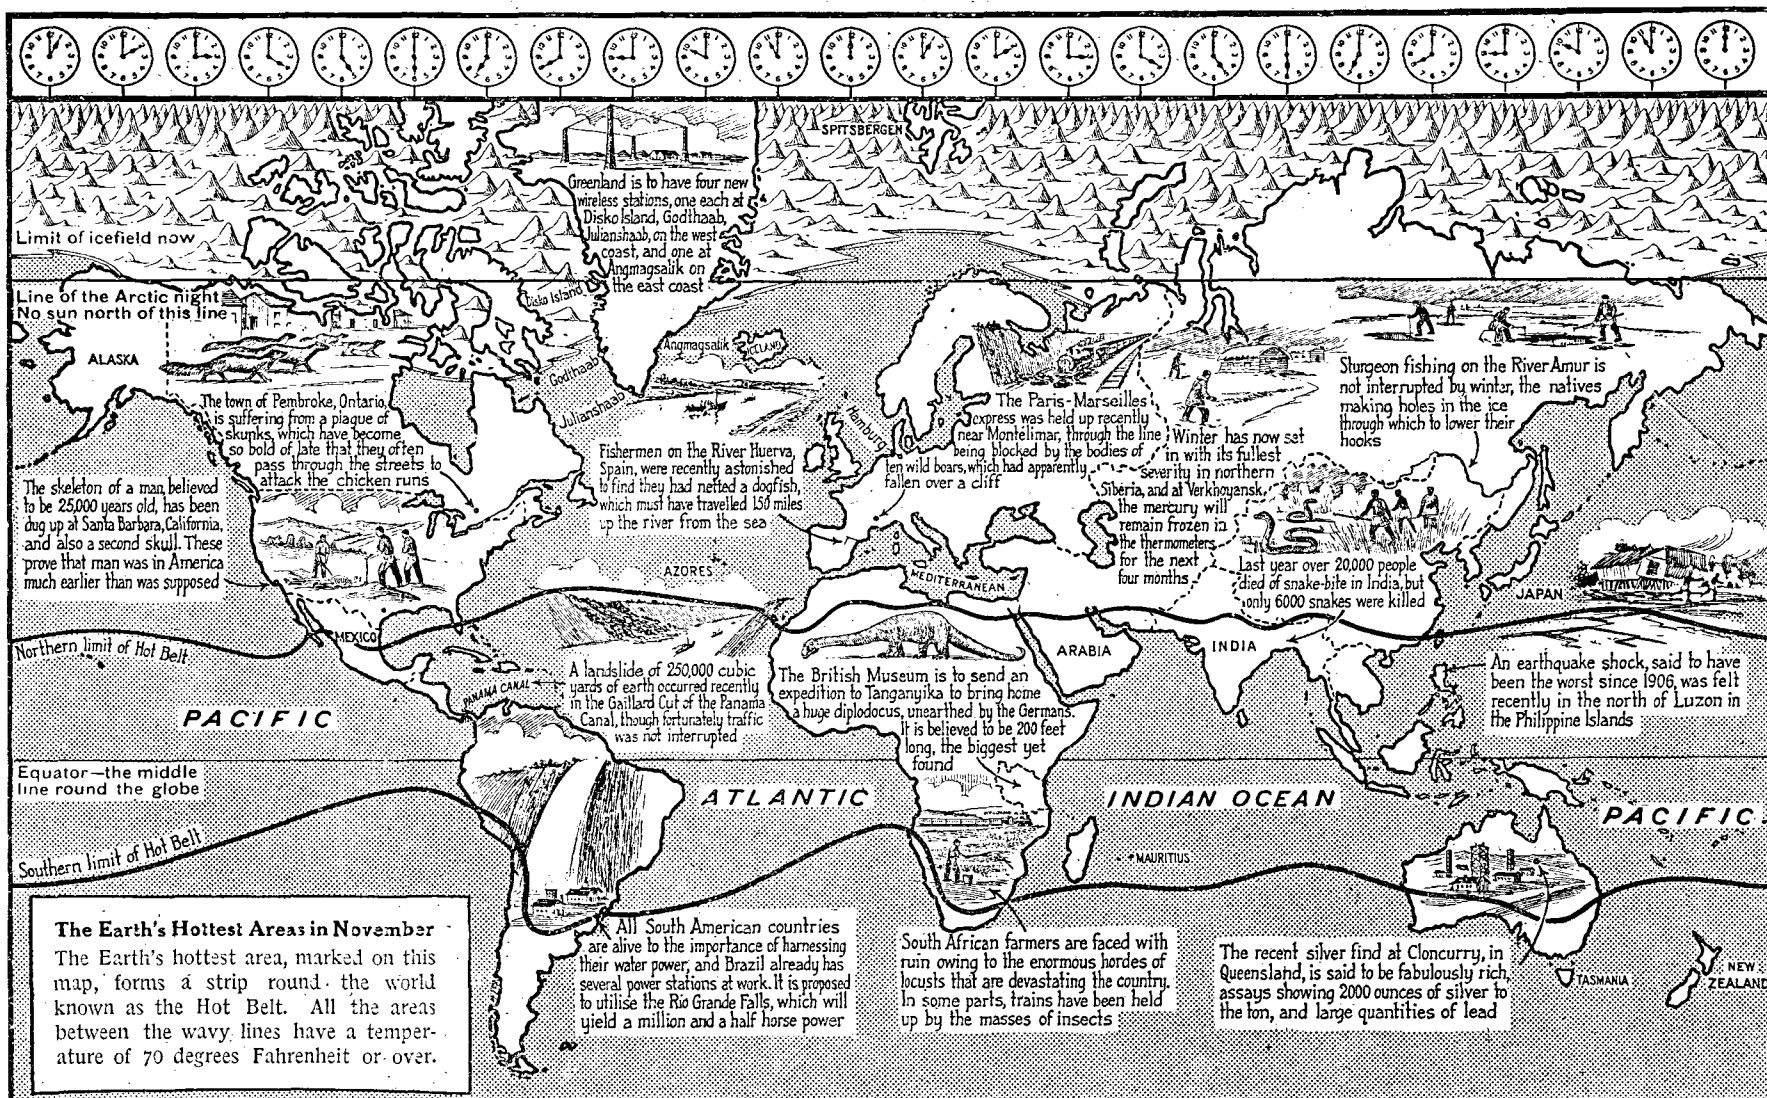 SPITSBERGEN
Greenland is to have four new
wireless stations, one each at
Disko Island, Godthaab,
Julianshaab, on the west
coast, and one at
Angmagsalik on
the east coast
Limit of icefield now
Line of the Arctic night
No sun north of this line
ALASKA
Disko Island
Godthaab
Julianshaab
Angmagsalik
ICELAND
Hamburg
The town of Pembroke, Ontario,
is suffering from a plague of
skunks, which have become
so bold of late that they often
pass through the streets to
attack the chicken runs
The skeleton of a man, believed
to be 25,000 years old, has been
dug up at Santa Barbara, California,
and also a second skull. These
prove that man was in America
much earlier than was supposed
Fishermen on the River Huerva,
Spain, were recently astonished
to find they had netted a dogfish,
which must have travelled 150 miles
up the river from the sea
The Paris-Marseilles
express was held up recently
near Montelimar, through the line
being blocked by the bodies of
ten wild boars, which had apparently
fallen over a cliff
Winter has now set
in with its fullest
severity in northern
Siberia, and at Verkhoyansk,
the mercury will
remain frozen in
the thermometers
for the next
four months
Sturgeon fishing on the River Amur is
not interrupted by winter, the natives
making holes in the ice
through which to lower their
hooks
Last year over 20,000 people
died of snake-bite in India, but
only 6000 snakes were killed
AZORES
MEDITERRANEAN
JAPAN
MEXICO
ARABIA
INDIA
Northern limit of Hot Belt
PANAMA CANAL
A landslide of 250,000 cubic
yards of earth occurred recently
in the Gaillard Cut of the Panama
Canal, though fortunately traffic
was not interrupted
The British Museum is to send an
expedition to Tanganyika to bring home
a huge diplodocus, unearthed by the Germans.
It is believed to be 200 feet
long, the biggest yet
found
An earthquake shock, said to have
been the worst since 1906, was felt
recently in the north of Luzon in
the Philippine Islands
PACIFIC
Equator—the middle
line round the globe
ATLANTIC
INDIAN OCEAN
PACIFIC
Southern limit of Hot Belt
MAURITIUS
The Earth's Hottest Areas in November
The Earth's hottest area, marked on this
map, forms a strip round the world
known as the Hot Belt. All the areas
between the wavy lines have a temper-
ature of 70 degrees Fahrenheit or over.
All South American countries
are alive to the importance of harnessing
their water power, and Brazil already has
several power stations at work. It is proposed
to utilise the Rio Grande Falls, which will
yield a million and a half horse power
South African farmers are faced with
ruin owing to the enormous hordes of
locusts that are devastating the country.
In some parts, trains have been held
up by the masses of insects
The recent silver find at Cloncurry, in
Queensland, is said to be fabulously rich,
assays showing 2000 ounces of silver to
the ton, and large quantities of lead
TASMANIA
NEW
ZEALAND